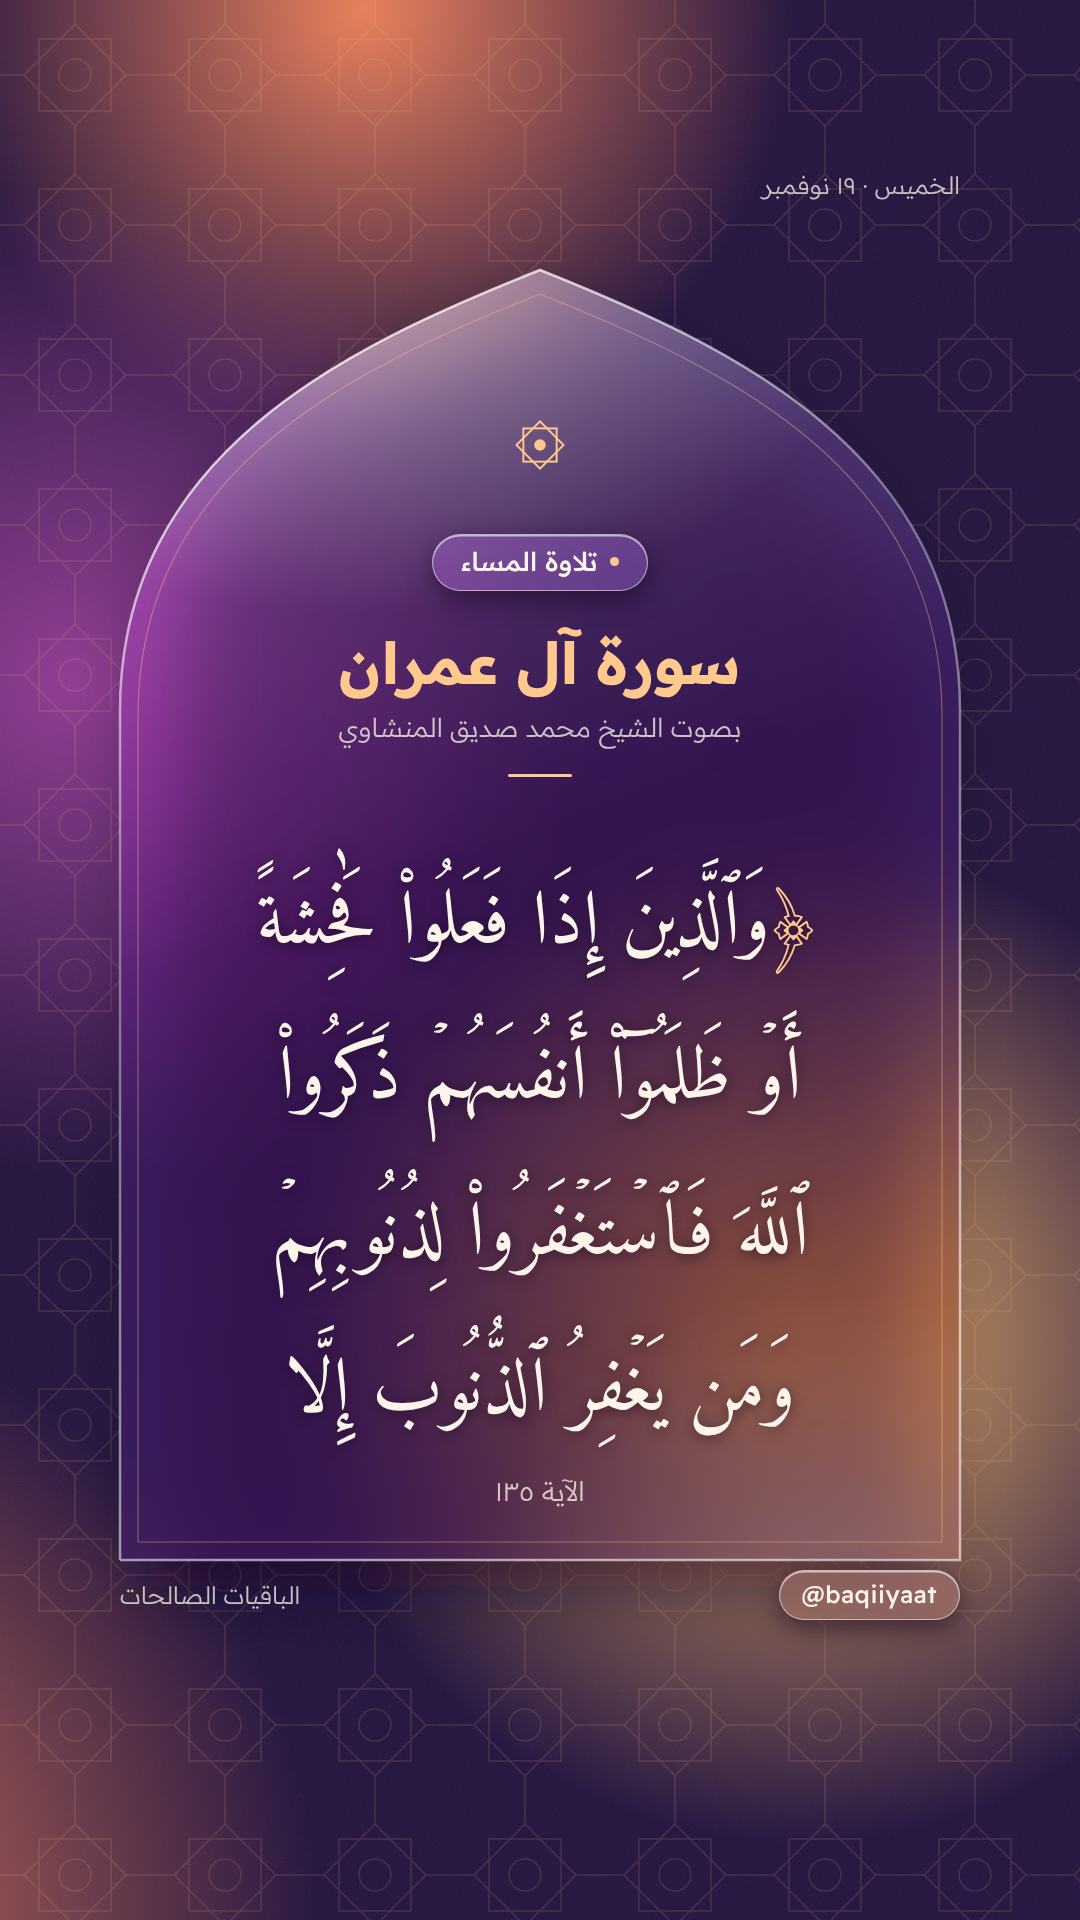 الخميس · ١٩ نوفمبر
تلاوة المساء
سورة آل عمران
بصوت الشيخ محمد صديق المنشاوي
﴿وَٱلَّذِينَ إِذَا فَعَلُوا۟ فَٰحِشَةً
أَوۡ ظَلَمُوٓا۟ أَنفُسَهُمۡ ذَكَرُوا۟
ٱللَّهَ فَٱسۡتَغۡفَرُوا۟ لِذُنُوبِهِمۡ
وَمَن يَغۡفِرُ ٱلذُّنُوبَ إِلَّا
الآية ١٣٥
@baqiiyaat
الباقيات الصالحات